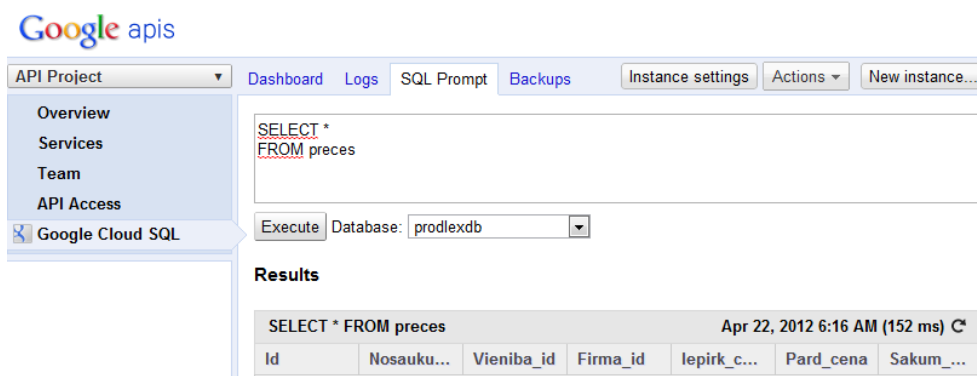 Google apis
API Project
Dashboard Logs SQL Prompt Backups Instance settings Actions New instance...
Overview
Services
Team
API Access
Google Cloud SQL
SELECT *
FROM preces
Execute Database: prodlexdb
Results
SELECT * FROM preces Apr 22, 2012 6:16 AM (152 ms)
Id Nosauku... Vieniba_id Firma_id Iepirk_c... Pard_cena Sakum_...